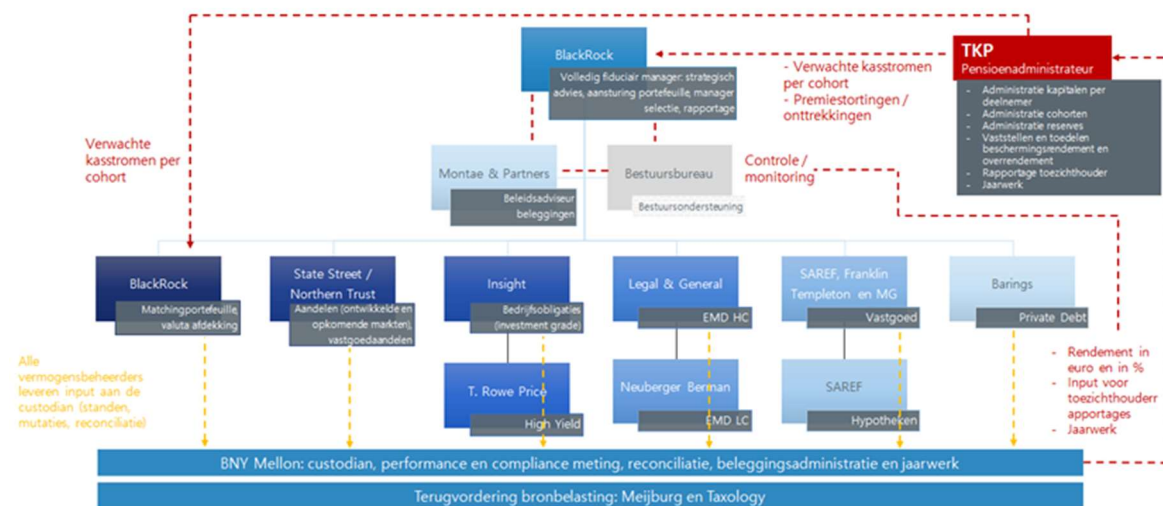 BlackRock
Volledig fiduciair manager: strategisch
advies, aansturing portefeuille, manager
selectie, rapportage
- Verwachte kasstromen
per cohort
- Premiestortingen /
onttrekkingen
TKP
Pensioenadministrateur
- Administratie kapitalen per
deelnemer
- Administratie cohorten
- Administratie reserves
- Vaststellen en toedelen
beschermingsrendement en
overrendement
- Rapportage toezichthouder
- Jaarwerk
Verwachte
kasstromen per
cohort
Montae & Partners
Beleidsadviseur
beleggingen
Bestuursbureau
Bestuursondersteuning
Controle /
monitoring
BlackRock
Matchingportefeuille,
valuta afdekking
State Street /
Northern Trust
Aandelen (ontwikkelde en
opkomende markten),
vastgoedaandelen
Insight
Bedrijfsobligaties
(investment grade)
Legal & General
EMD HC
SAREF, Franklin
Templeton en MG
Vastgoed
Barings
Private Debt
Alle
vermogensbeheerders
leveren input aan de
custodian (standen,
mutaties, reconciliatie)
T. Rowe Price
High Yield
Neuberger Berman
EMD LC
SAREF
Hypotheken
- Rendement in
euro en in %
- Input voor
toezichthouderr
apportages
- Jaarwerk
BNY Mellon: custodian, performance en compliance meting, reconciliatie, beleggingsadministratie en jaarwerk
Terugvordering bronbelasting: Meijburg en Taxology